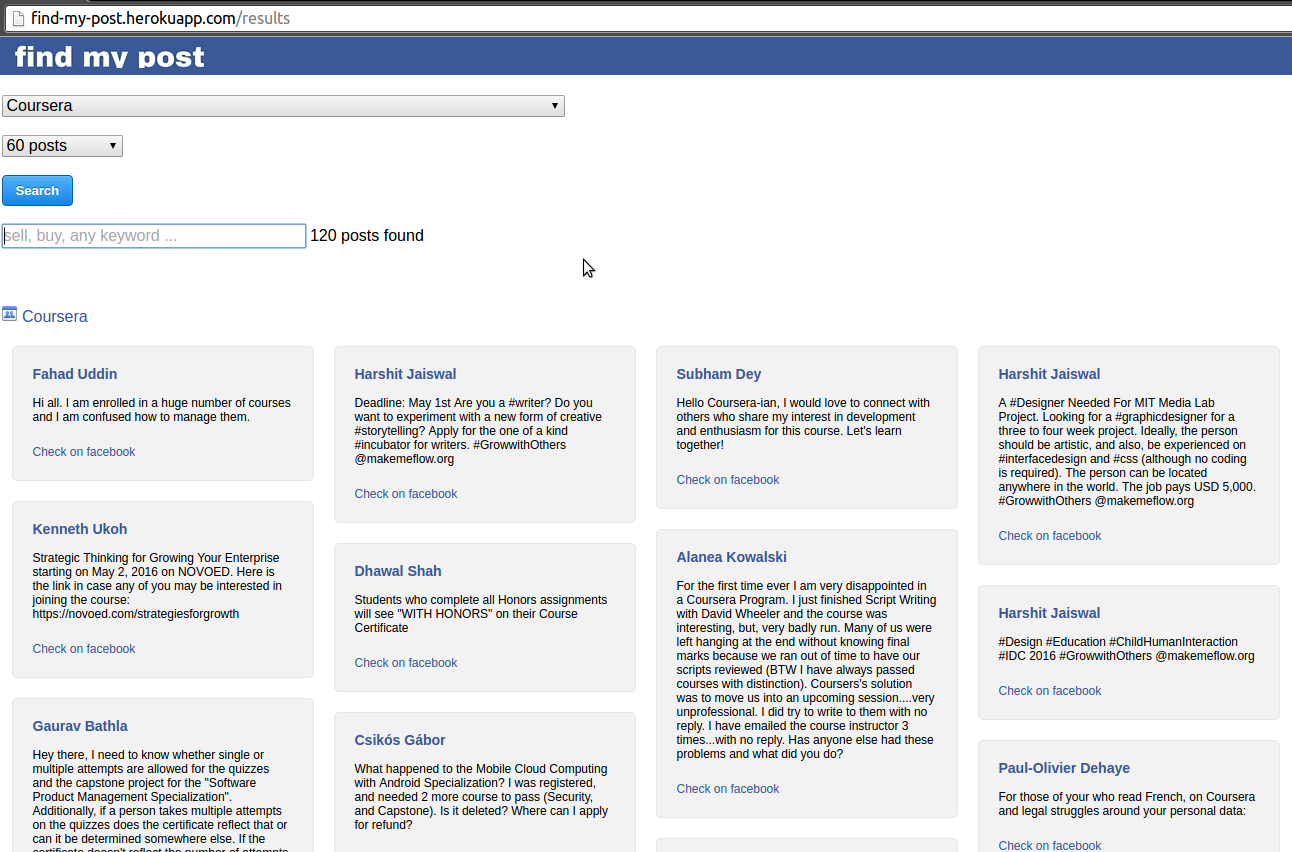 find-my-post.herokuapp.com/results
find my post
Coursera
60 posts
Search
sell, buy, any keyword ...
120 posts found
Coursera
Fahad Uddin
Hi all. I am enrolled in a huge number of courses
and I am confused how to manage them.
Check on facebook
Kenneth Ukoh
Strategic Thinking for Growing Your Enterprise
starting on May 2, 2016 on NOVOED. Here is
the link in case any of you may be interested in
joining the course:
https://novoed.com/strategiesforgrowth
Check on facebook
Gaurav Bathla
Hey there, I need to know whether single or
multiple attempts are allowed for the quizzes
and the capstone project for the "Software
Product Management Specialization".
Additionally, if a person takes multiple attempts
on the quizzes does the certificate reflect that or
can it be determined somewhere else. If the
certificate doesn't reflect the number of attempts
Harshit Jaiswal
Deadline: May 1st Are you a #writer? Do you
want to experiment with a new form of creative
#storytelling? Apply for the one of a kind
#incubator for writers. #GrowwithOthers
@makemeflow.org
Check on facebook
Dhawal Shah
Students who complete all Honors assignments
will see "WITH HONORS" on their Course
Certificate
Check on facebook
Csikós Gábor
What happened to the Mobile Cloud Computing
with Android Specialization? I was registered,
and needed 2 more course to pass (Security,
and Capstone). Is it deleted? Where can I apply
for refund?
Subham Dey
Hello Coursera-ian, I would love to connect with
others who share my interest in development
and enthusiasm for this course. Let's learn
together!
Check on facebook
Alanea Kowalski
For the first time ever I am very disappointed in
a Coursera Program. I just finished Script Writing
with David Wheeler and the course was
interesting, but, very badly run. Many of us were
left hanging at the end without knowing final
marks because we ran out of time to have our
scripts reviewed (BTW I have always passed
courses with distinction). Coursers's solution
was to move us into an upcoming session....very
unprofessional. I did try to write to them with no
reply. I have emailed the course instructor 3
times...with no reply. Has anyone else had these
problems and what did you do?
Check on facebook
Harshit Jaiswal
A #Designer Needed For MIT Media Lab
Project. Looking for a #graphicdesigner for a
three to four week project. Ideally, the person
should be artistic, and also, be experienced on
#interfacedesign and #css (although no coding
is required). The person can be located
anywhere in the world. The job pays USD 5,000.
#GrowwithOthers @makemeflow.org
Check on facebook
Harshit Jaiswal
#Design #Education #ChildHumanInteraction
#IDC 2016 #GrowwithOthers @makemeflow.org
Check on facebook
Paul-Olivier Dehaye
For those of your who read French, on Coursera
and legal struggles around your personal data:
Check on facebook